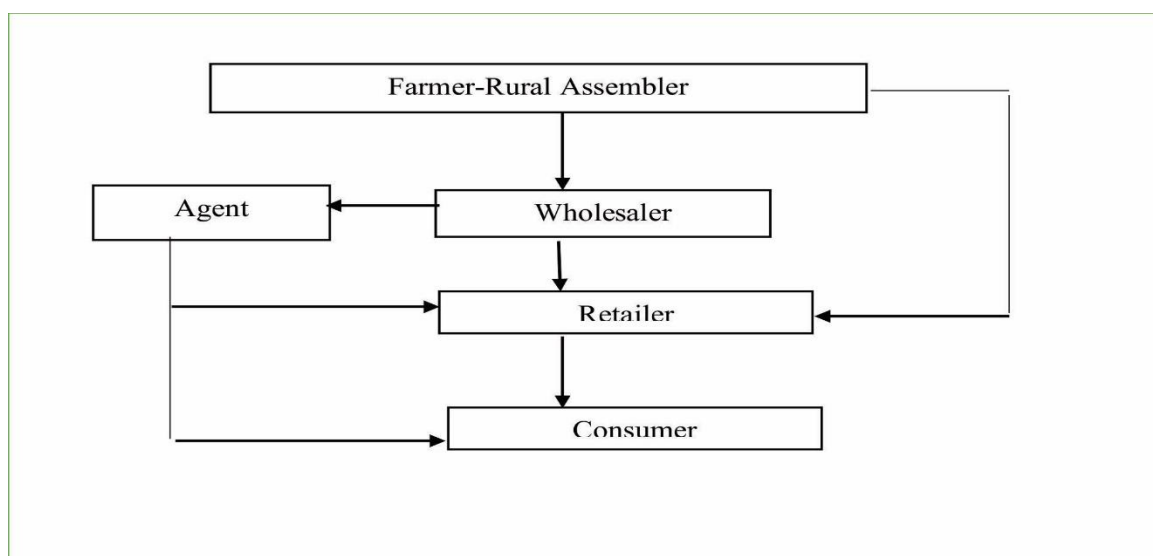 Farmer-Rural Assembler
Agent
Wholesaler
Retailer
Consumer